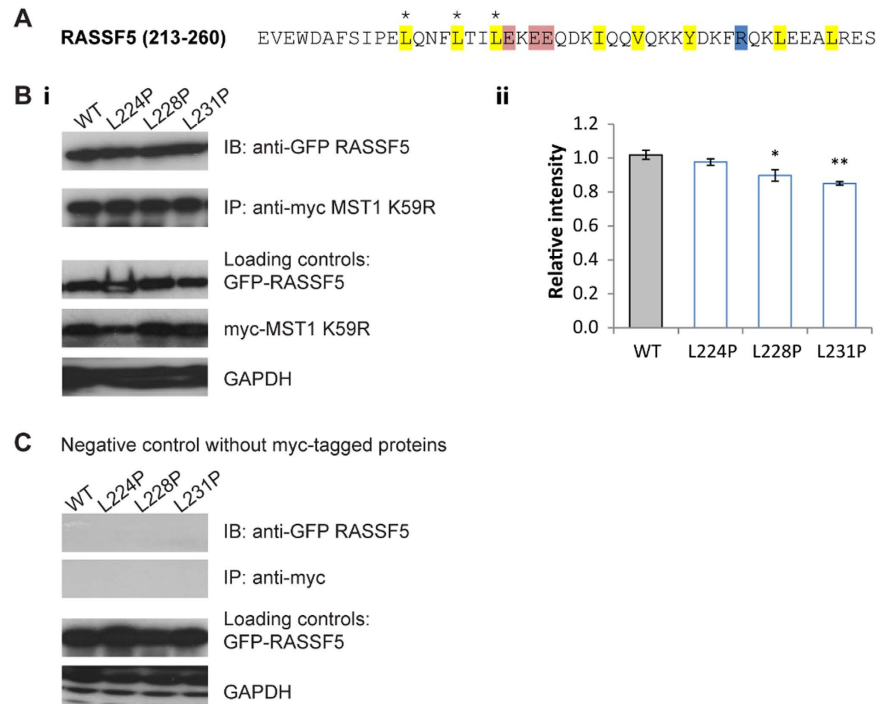 A
* * *
RASSF5 (213-260) EVEWDAFSIPELQNFLTILEKEEQDKIQQVQKKYDKFRQKLEEALRES
B i
WT L224P L228P L231P
IB: anti-GFP RASSF5
IP: anti-myc MST1 K59R
Loading controls:
GFP-RASSF5
myc-MST1 K59R
GAPDH
ii
Relative intensity
1.2
1.0
0.8
0.6
0.4
0.2
0.0
* **
WT L224P L228P L231P
C Negative control without myc-tagged proteins
WT L224P L228P L231P
IB: anti-GFP RASSF5
IP: anti-myc
Loading controls:
GFP-RASSF5
GAPDH